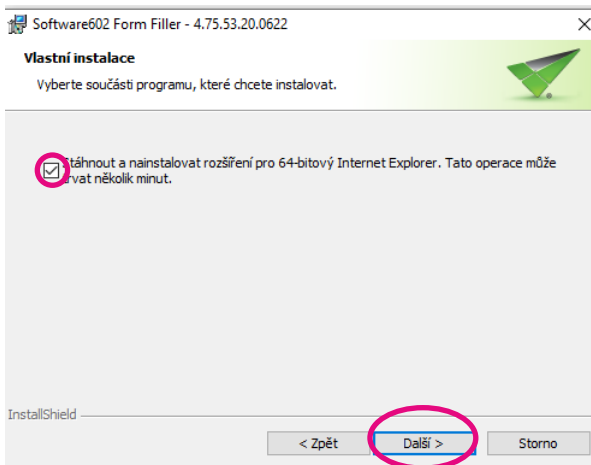 Software602 Form Filler - 4.75.53.20.0622
Vlastní instalace
Vyberte součásti programu, které chcete instalovat.
Stáhnout a nainstalovat rozšíření pro 64-bitový Internet Explorer. Tato operace může
trvat několik minut.
InstallShield
< Zpět
Další >
Storno